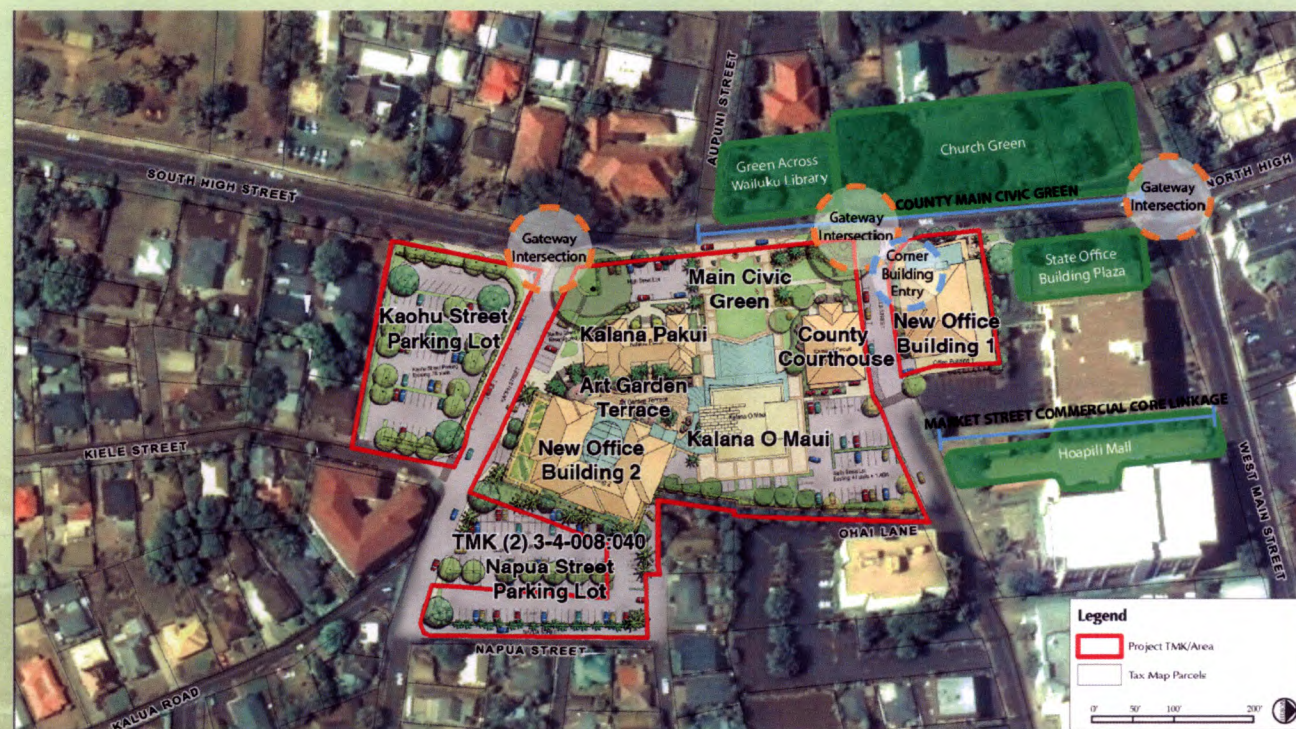 AUPUNI STREET
Church Green
Green Across
Wailuku Library
SOUTH HIGH STREET
COUNTY MAIN CIVIC GREEN
Gateway
Intersection
NORTH HIGH
Gateway
Intersection
Gateway
Intersection
Corner
Building
Entry
State Office
Building Plaza
Main Civic
Green
Kaohu Street
Parking Lot
Kalana Pakui
County
Courthouse
New Office
Building 1
Art Garden
Terrace
MARKET STREET COMMERCIAL CORE LINKAGE
Kalana O Maui
KIELE STREET
New Office
Building 2
Hoapili Mall
WEST MAIN STREET
OHAI LANE
TMK (2) 3-4-008:040
Napua Street
Parking Lot
NAPUA STREET
KALUA ROAD
Legend
Project TMK/Area
Tax Map Parcels
0' 50' 100' 200'